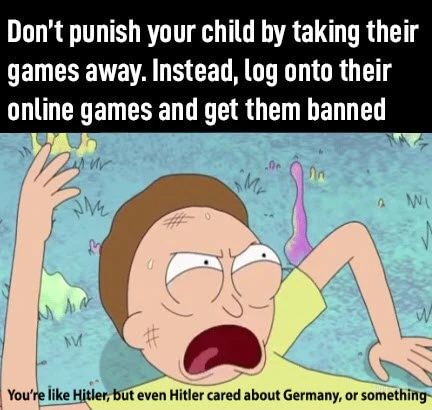 Don't punish your child by taking their
games away. Instead, log onto their
online games and get them banned
You're like Hitler, but even Hitler cared about Germany, or something